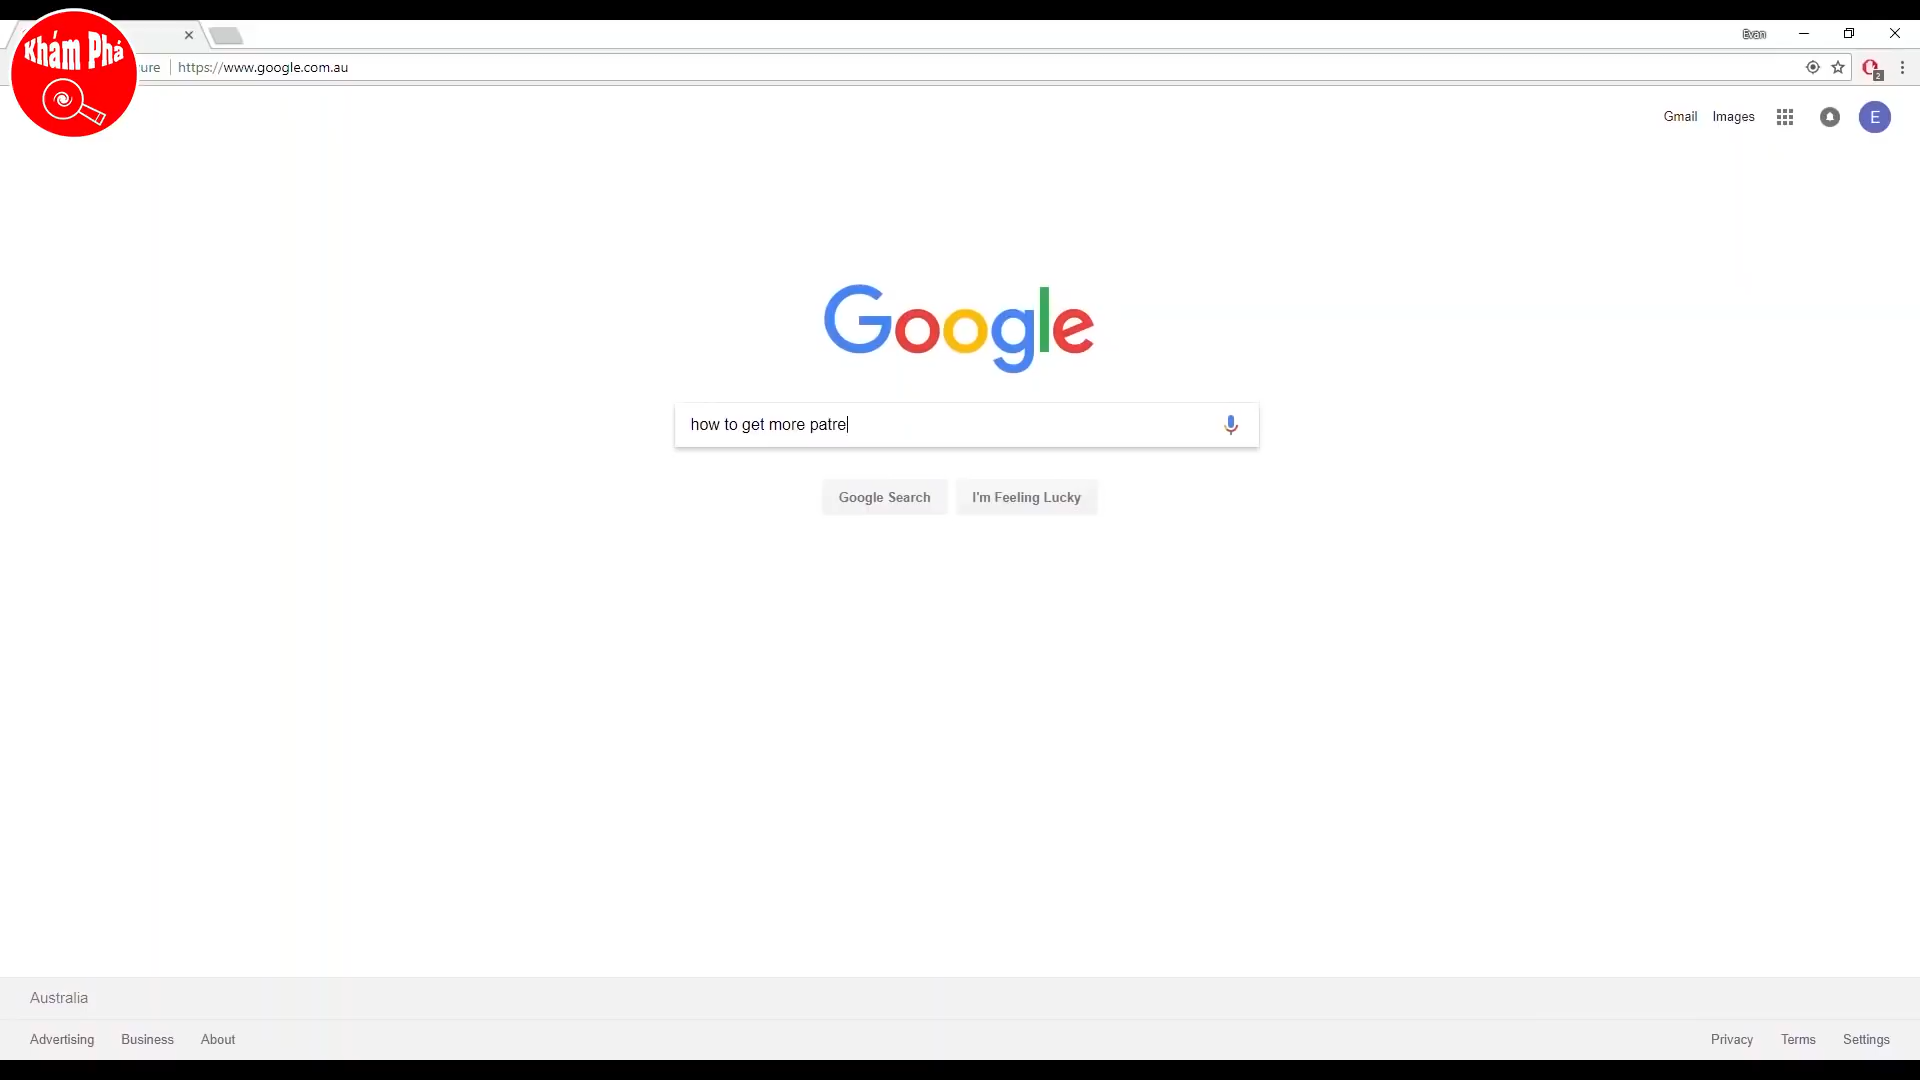 Khám Phá
Evan
ure
https://www.google.com.au
2
Gmail
Images
E
Google
how to get more patre
Google Search
I'm Feeling Lucky
Australia
Advertising
Business
About
Privacy
Terms
Settings